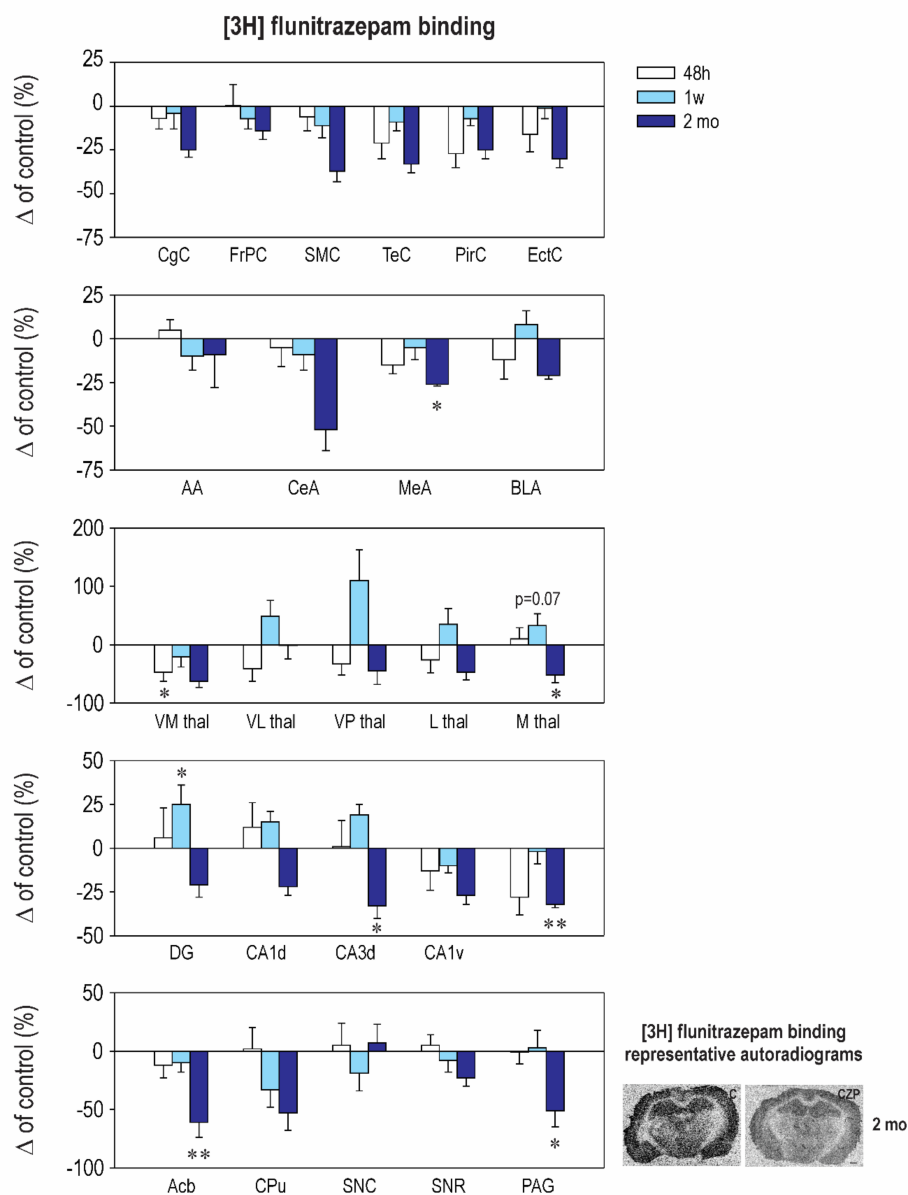 [3H] flunitrazepam binding
48h
1w
2 mo
Δ of control (%)
25
0
-25
-50
-75
CgC FrPC SMC TeC PirC EctC
Δ of control (%)
25
0
-25
-50
-75
*
AA CeA MeA BLA
Δ of control (%)
200
100
0
-100
p=0.07
* *
VM thal VL thal VP thal L thal M thal
Δ of control (%)
50
25
0
-25
-50
*
* **
DG CA1d CA3d CA1v
Δ of control (%)
50
0
-50
-100
** *
Acb CPu SNC SNR PAG
[3H] flunitrazepam binding
representative autoradiograms
C CZP
2 mo